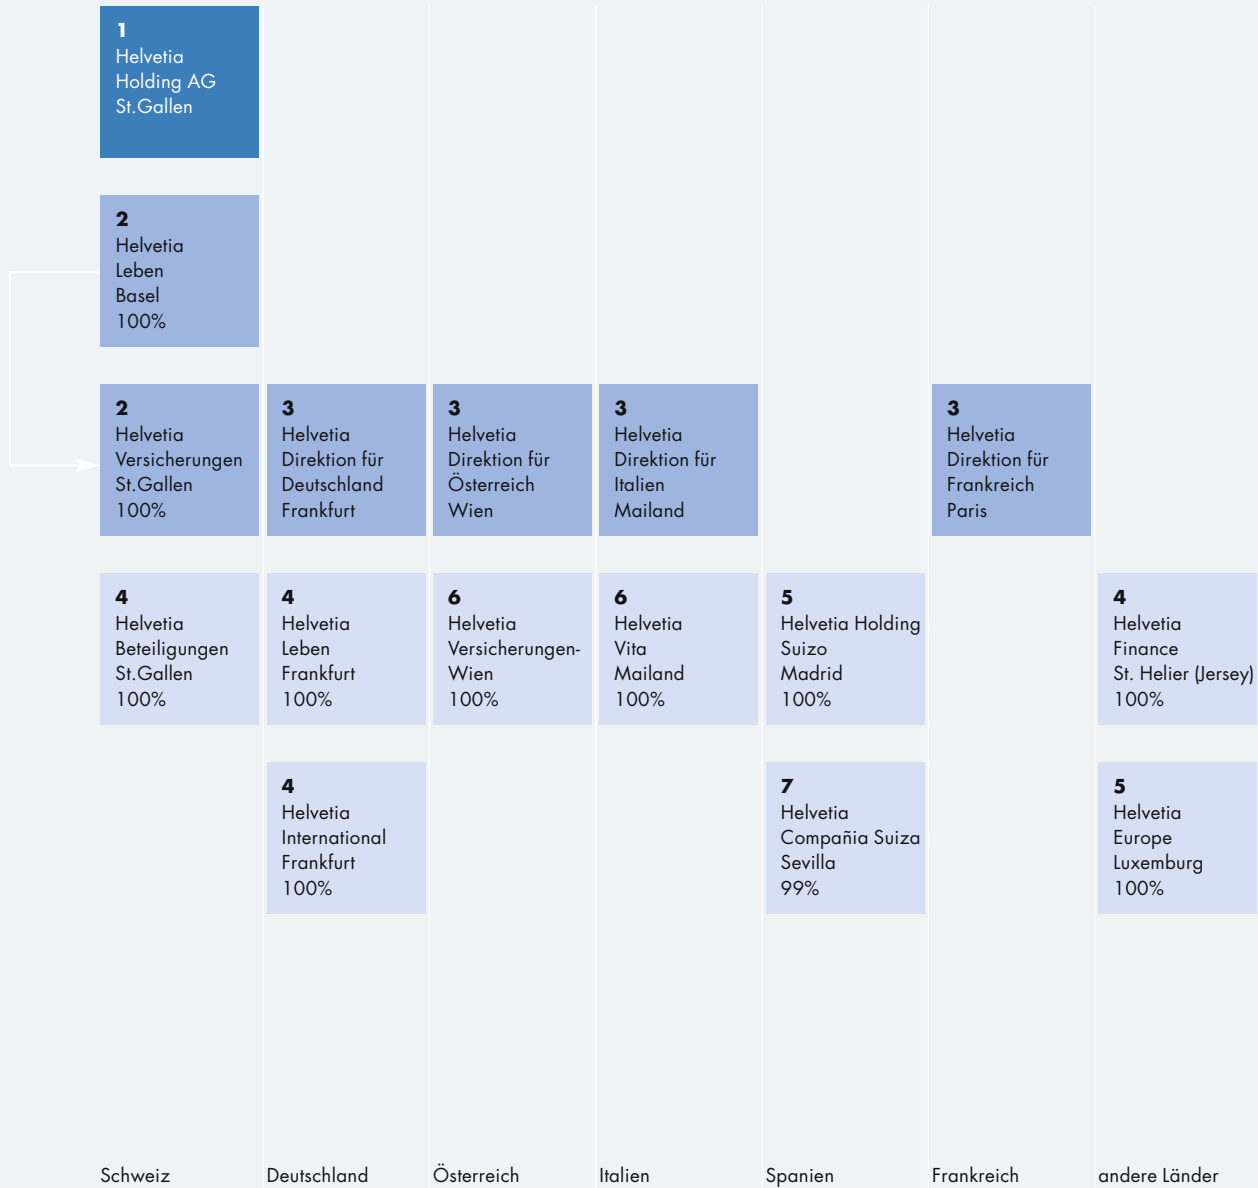 1
Helvetia
Holding AG
St.Gallen
2
Helvetia
Leben
Basel
100%
2
Helvetia
Versicherungen
St.Gallen
100%
3
Helvetia
Direktion für
Deutschland
Frankfurt
3
Helvetia
Direktion für
Österreich
Wien
3
Helvetia
Direktion für
Italien
Mailand
3
Helvetia
Direktion für
Frankreich
Paris
4
Helvetia
Beteiligungen
St.Gallen
100%
4
Helvetia
Leben
Frankfurt
100%
6
Helvetia
Versicherungen-
Wien
100%
6
Helvetia
Vita
Mailand
100%
5
Helvetia Holding
Suizo
Madrid
100%
4
Helvetia
Finance
St. Helier (Jersey)
100%
4
Helvetia
International
Frankfurt
100%
7
Helvetia
Compañia Suiza
Sevilla
99%
5
Helvetia
Europe
Luxemburg
100%
Schweiz
Deutschland
Österreich
Italien
Spanien
Frankreich
andere Länder